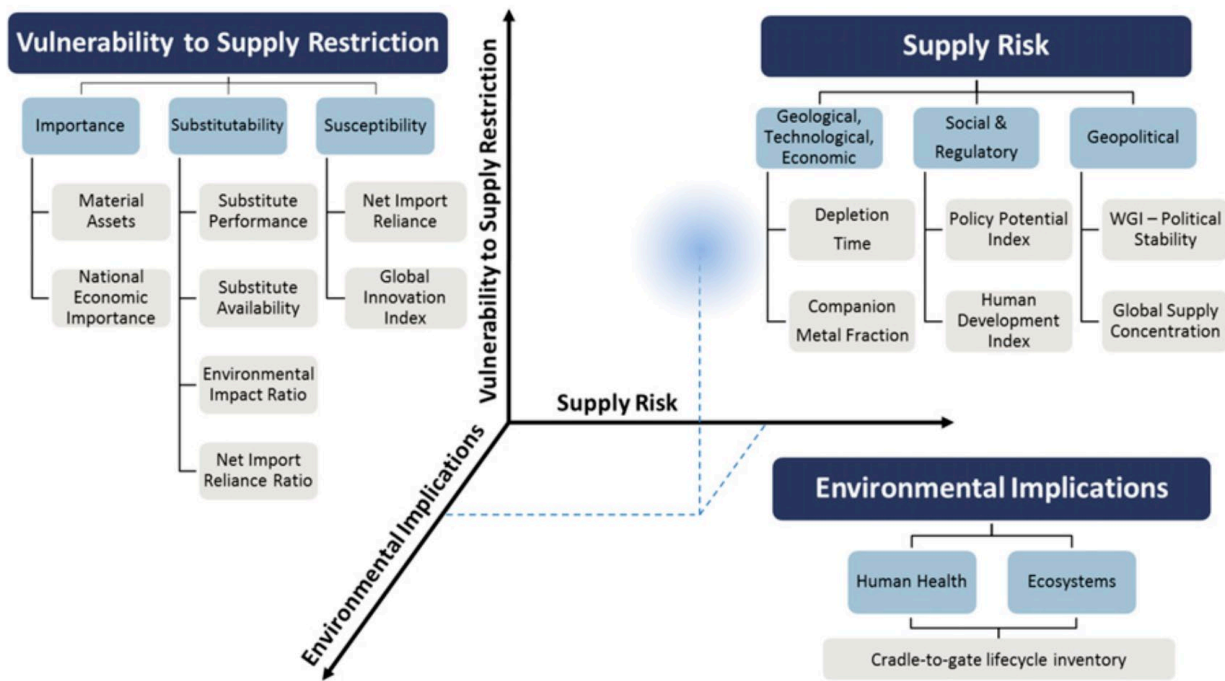 Vulnerability to Supply Restriction
Importance
Substitutability
Susceptibility
Material
Assets
National
Economic
Importance
Substitute
Performance
Substitute
Availability
Environmental
Impact Ratio
Net Import
Reliance Ratio
Net Import
Reliance
Global
Innovation
Index
Vulnerability to Supply Restriction
Supply Risk
Environmental Implications
Supply Risk
Geological,
Technological,
Economic
Social &
Regulatory
Geopolitical
Depletion
Time
Companion
Metal Fraction
Policy Potential
Index
Human
Development
Index
WGI – Political
Stability
Global Supply
Concentration
Environmental Implications
Human Health
Ecosystems
Cradle-to-gate lifecycle inventory